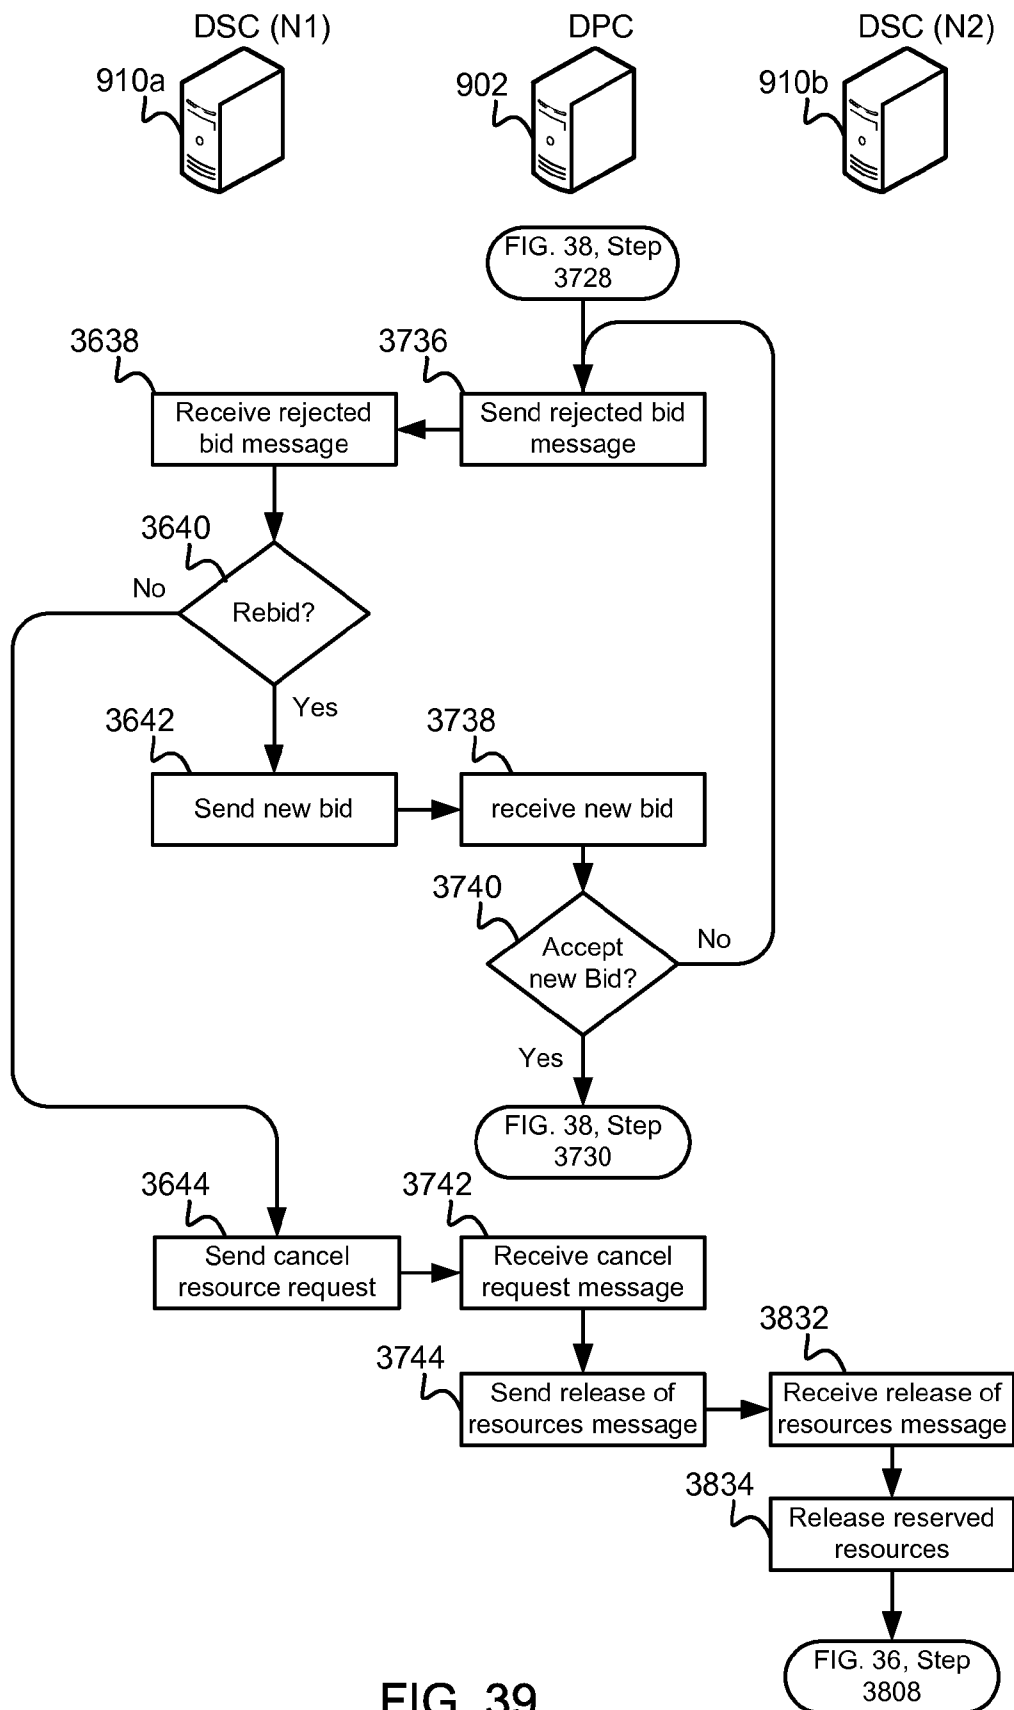 DSC (N1)
DPC
DSC (N2)
910a
902
910b
FIG. 38, Step
3728
3638
3736
Receive rejected
bid message
Send rejected bid
message
3640
No
Rebid?
Yes
3642
3738
Send new bid
receive new bid
3740
Accept
new Bid?
No
Yes
FIG. 38, Step
3730
3644
3742
Send cancel
resource request
Receive cancel
request message
3832
3744
Send release of
resources message
Receive release of
resources message
3834
Release reserved
resources
FIG. 36, Step
3808
FIG. 39